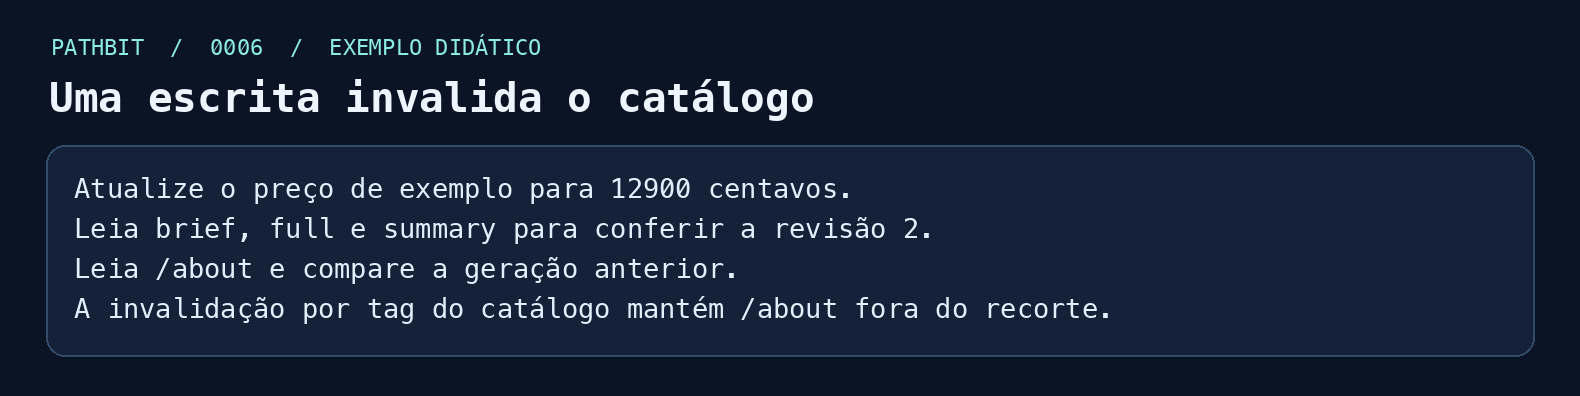 PATHBIT / 0006 / EXEMPLO DIDÁTICO
Uma escrita invalida o catálogo
Atualize o preço de exemplo para 12900 centavos.
Leia brief, full e summary para conferir a revisão 2.
Leia /about e compare a geração anterior.
A invalidação por tag do catálogo mantém /about fora do recorte.